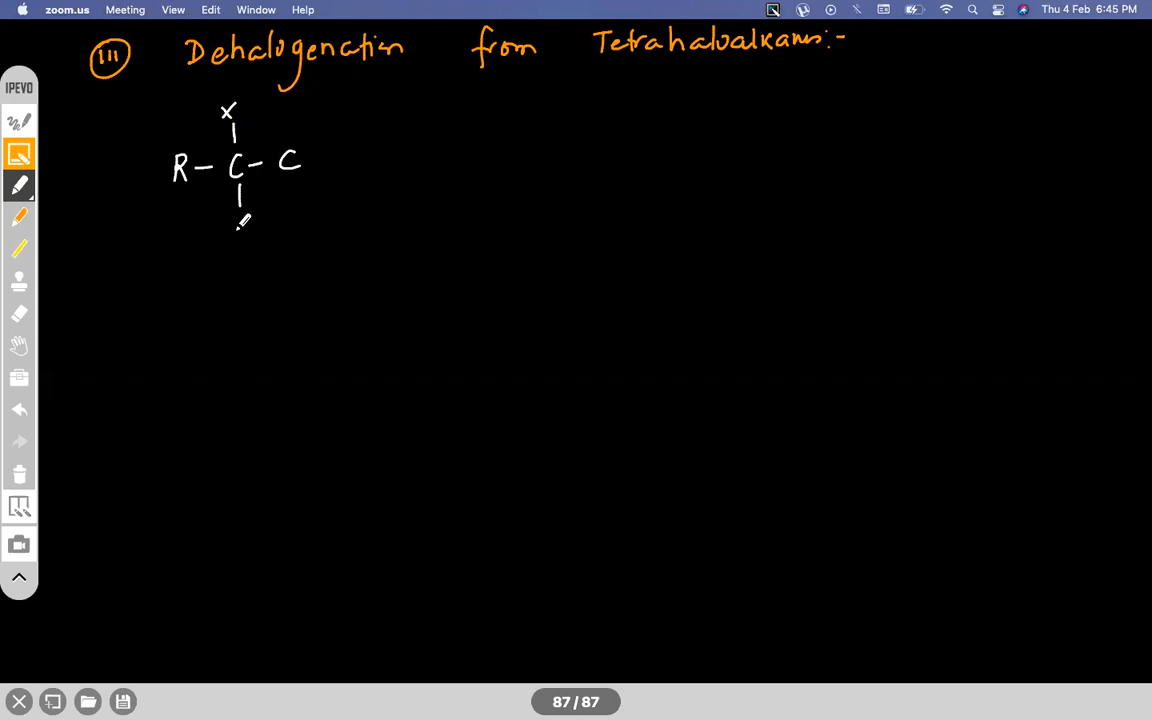 zoom.us Meeting View Edit Window Help Thu 4 Feb 6:45 PM
III Dehalogenation from Tetrahaloalkanes:-
IPEVO
X
R - C - C
87 / 87